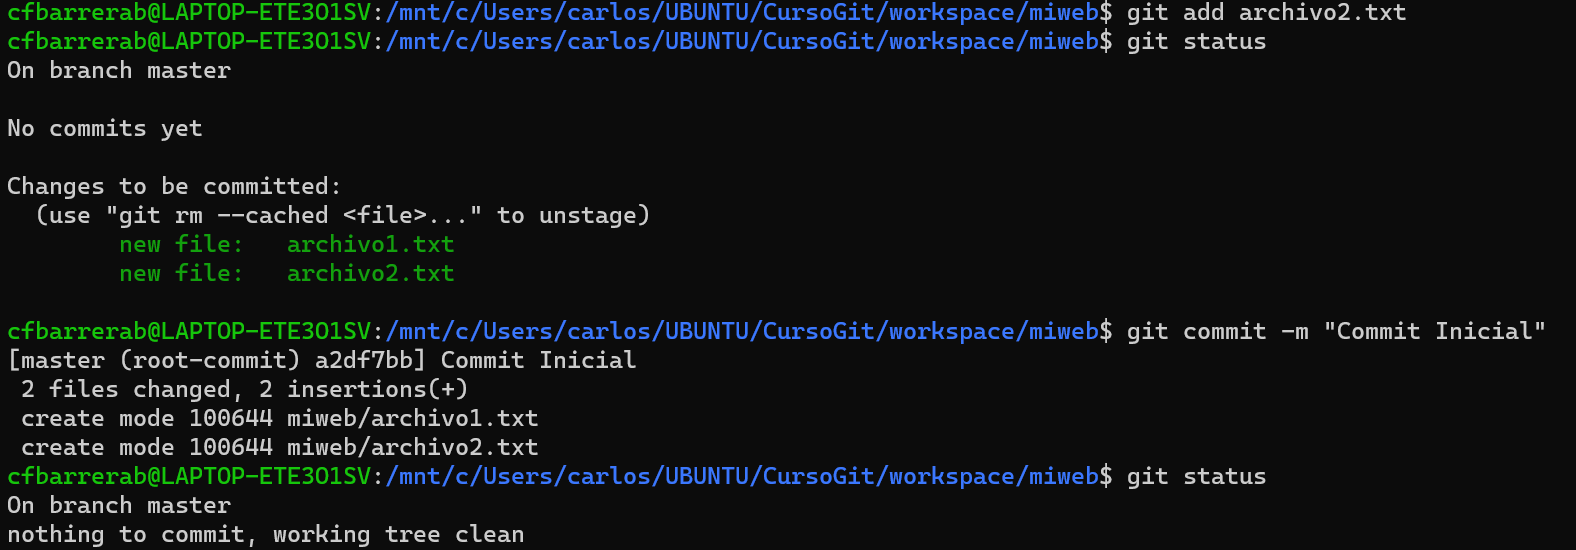 cfbarrerab@LAPTOP-ETE3O1SV:/mnt/c/Users/carlos/UBUNTU/CursoGit/workspace/miweb$ git add archivo2.txt
cfbarrerab@LAPTOP-ETE3O1SV:/mnt/c/Users/carlos/UBUNTU/CursoGit/workspace/miweb$ git status
On branch master

No commits yet

Changes to be committed:
  (use "git rm --cached <file>..." to unstage)
        new file:   archivo1.txt
        new file:   archivo2.txt

cfbarrerab@LAPTOP-ETE3O1SV:/mnt/c/Users/carlos/UBUNTU/CursoGit/workspace/miweb$ git commit -m "Commit Inicial"
[master (root-commit) a2df7bb] Commit Inicial
 2 files changed, 2 insertions(+)
 create mode 100644 miweb/archivo1.txt
 create mode 100644 miweb/archivo2.txt
cfbarrerab@LAPTOP-ETE3O1SV:/mnt/c/Users/carlos/UBUNTU/CursoGit/workspace/miweb$ git status
On branch master
nothing to commit, working tree clean